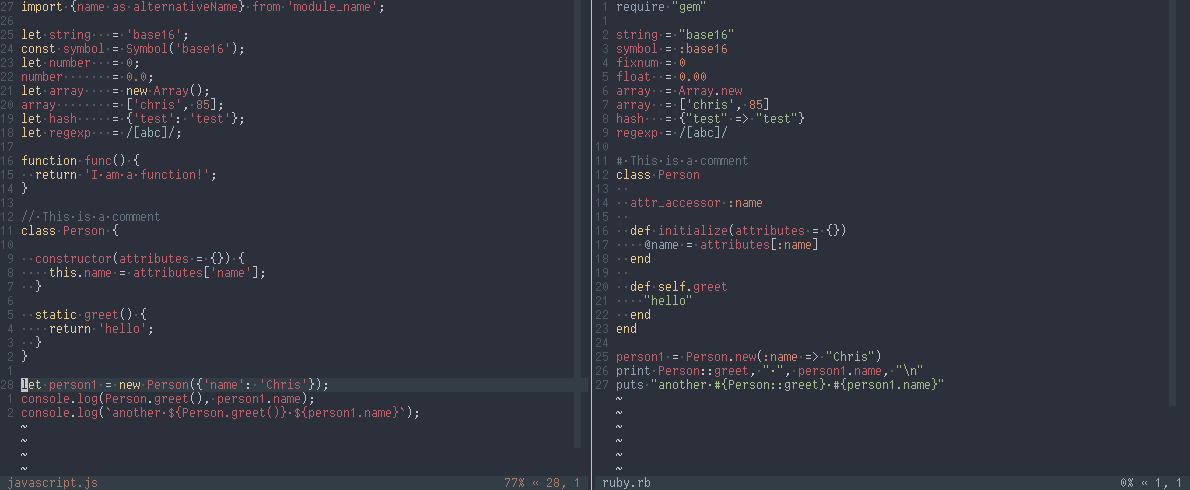 27 import {name as alternativeName} from 'module_name';
26
25 let string   = 'base16';
24 const symbol = Symbol('base16');
23 let number   = 0;
22 number       = 0.0;
21 let array    = new Array();
20 array        = ['chris', 85];
19 let hash     = {'test': 'test'};
18 let regexp   = /[abc]/;
17
16 function func() {
15   return 'I am a function!';
14 }
13
12 // This is a comment
11 class Person {
10
9   constructor(attributes = {}) {
8     this.name = attributes['name'];
7   }
6
5   static greet() {
4     return 'hello';
3   }
2 }
1
28 let person1 = new Person({'name': 'Chris'});
1 console.log(Person.greet(), person1.name);
2 console.log(`another ${Person.greet()} ${person1.name}`);
~
~
~
~
javascript.js 77% « 28, 1
1 require "gem"
1
2 string = "base16"
3 symbol = :base16
4 fixnum = 0
5 float  = 0.00
6 array  = Array.new
7 array  = ['chris', 85]
8 hash   = {"test" => "test"}
9 regexp = /[abc]/
10
11 # This is a comment
12 class Person
13
14   attr_accessor :name
15
16   def initialize(attributes = {})
17     @name = attributes[:name]
18   end
19
20   def self.greet
21     "hello"
22   end
23 end
24
25 person1 = Person.new(:name => "Chris")
26 print Person::greet, " ", person1.name, "\n"
27 puts "another #{Person::greet} #{person1.name}"
~
~
~
~
~
~
ruby.rb 0% « 1, 1